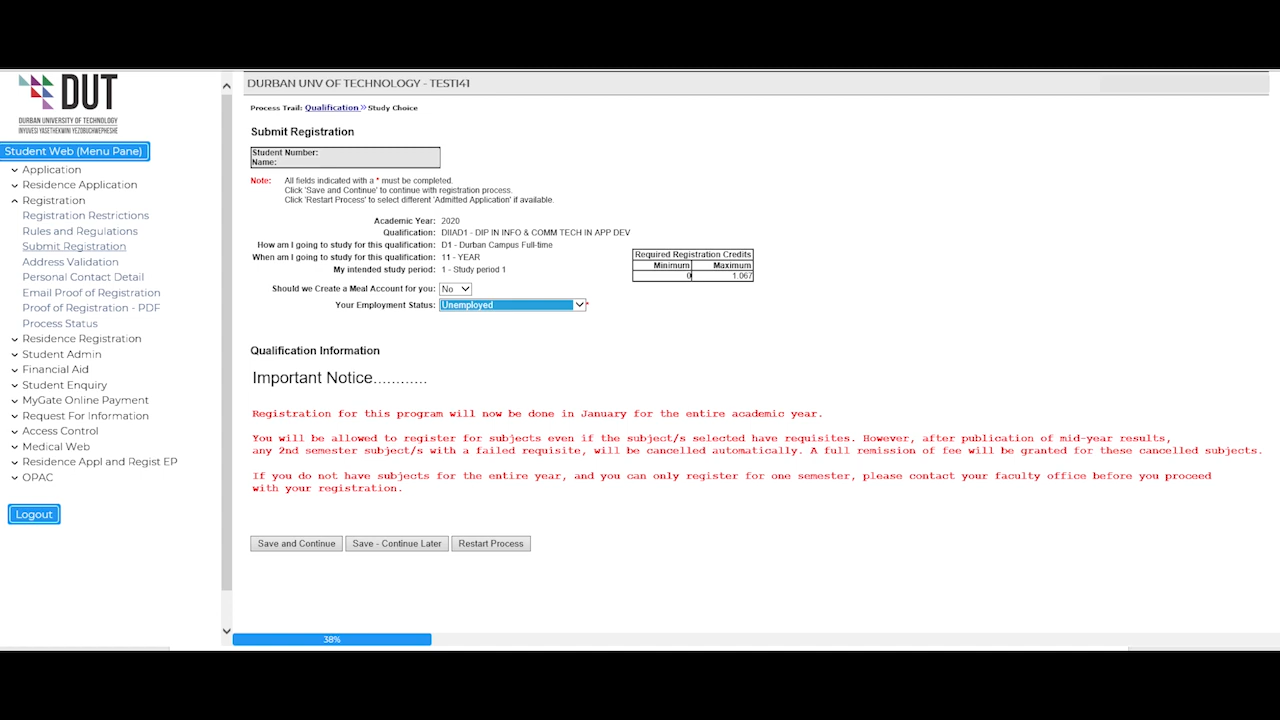 DUT
DURBAN UNIVERSITY OF TECHNOLOGY
INYUVESI YASETHEKWINI YEZOBUCHWEPHESHE
Student Web (Menu Pane)
Application
Residence Application
Registration
Registration Restrictions
Rules and Regulations
Submit Registration
Address Validation
Personal Contact Detail
Email Proof of Registration
Proof of Registration - PDF
Process Status
Residence Registration
Student Admin
Financial Aid
Student Enquiry
MyGate Online Payment
Request For Information
Access Control
Medical Web
Residence Appl and Regist EP
OPAC
Logout
DURBAN UNV OF TECHNOLOGY - TEST141
Process Trail: Qualification » Study Choice
Submit Registration
Student Number:
Name:
Note: All fields indicated with a * must be completed.
Click 'Save and Continue' to continue with registration process.
Click 'Restart Process' to select different 'Admitted Application' if available.
Academic Year: 2020
Qualification: DIIAD1 - DIP IN INFO & COMM TECH IN APP DEV
How am I going to study for this qualification: D1 - Durban Campus Full-time
When am I going to study for this qualification: 11 - YEAR
My intended study period: 1 - Study period 1
Required Registration Credits
Minimum Maximum
0 1.067
Should we Create a Meal Account for you: No
Your Employment Status: Unemployed *
Qualification Information
Important Notice............
Registration for this program will now be done in January for the entire academic year.
You will be allowed to register for subjects even if the subject/s selected have requisites. However, after publication of mid-year results,
any 2nd semester subject/s with a failed requisite, will be cancelled automatically. A full remission of fee will be granted for these cancelled subjects.
If you do not have subjects for the entire year, and you can only register for one semester, please contact your faculty office before you proceed
with your registration.
Save and Continue Save - Continue Later Restart Process
38%